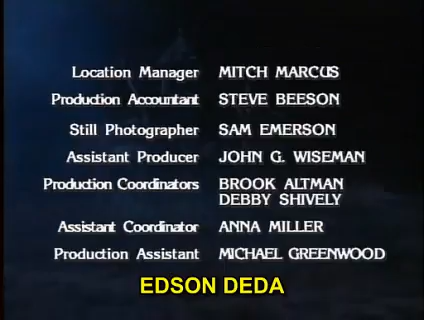 Location Manager MITCH MARCUS
Production Accountant STEVE BEESON
Still Photographer SAM EMERSON
Assistant Producer JOHN G. WISEMAN
Production Coordinators BROOK ALTMAN
DEBBY SHIVELY
Assistant Coordinator ANNA MILLER
Production Assistant MICHAEL GREENWOOD
EDSON DEDA